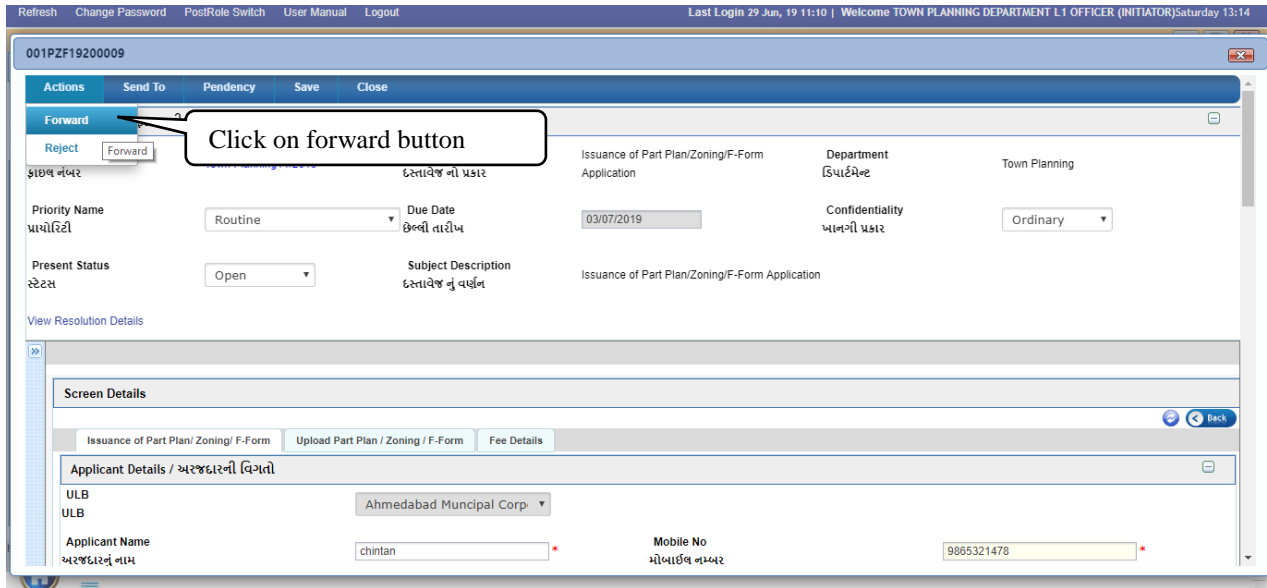 Refresh Change Password PostRole Switch User Manual Logout Last Login 29 Jun, 19 11:10 | Welcome TOWN PLANNING DEPARTMENT L1 OFFICER (INITIATOR)Saturday 13:14
001PZF19200009
Actions Send To Pendency Save Close
Forward
Click on forward button
Reject Forward
Issuance of Part Plan/Zoning/F-Form Department
Application
Town Planning
ફાઇલ નંબર દસ્તાવેજ નો પ્રકાર ડિપાર્ટમેન્ટ
Priority Name Routine Due Date 03/07/2019 Confidentiality Ordinary
પ્રાયોરિટી છેલ્લી તારીખ ખાનગી પ્રકાર
Present Status Open Subject Description Issuance of Part Plan/Zoning/F-Form Application
સ્ટેટસ દસ્તાવેજ નું વર્ણન
View Resolution Details
Screen Details
Back
Issuance of Part Plan/ Zoning/ F-Form Upload Part Plan / Zoning / F-Form Fee Details
Applicant Details / અરજદારની વિગતો
ULB Ahmedabad Muncipal Corp
ULB
Applicant Name chintan * Mobile No 9865321478 *
અરજદારનું નામ મોબાઈલ નમ્બર